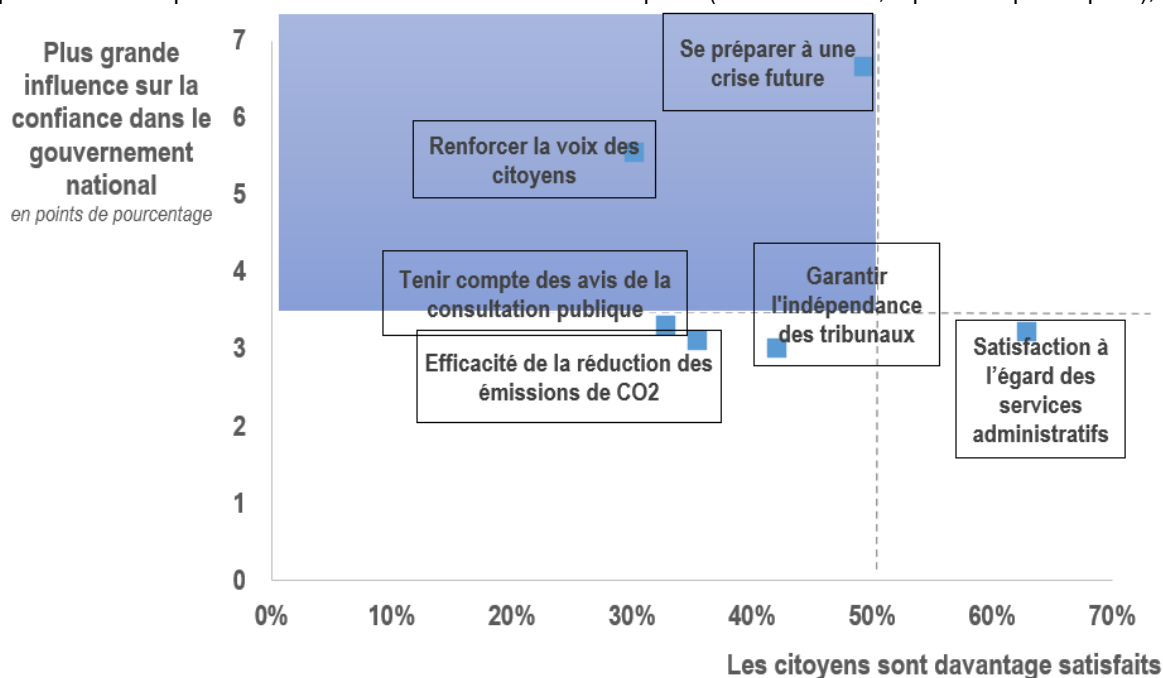 7
Plus grande
influence sur la
confiance dans le
gouvernement
national
en points de pourcentage
Se préparer à une
crise future
6
Renforcer la voix des
citoyens
5
4
Tenir compte des avis de la
consultation publique
Garantir
l'indépendance
des tribunaux
3
Efficacité de la réduction des
émissions de CO2
Satisfaction à
l'égard des
services
administratifs
2
1
0
0% 10% 20% 30% 40% 50% 60% 70%
Les citoyens sont davantage satisfaits